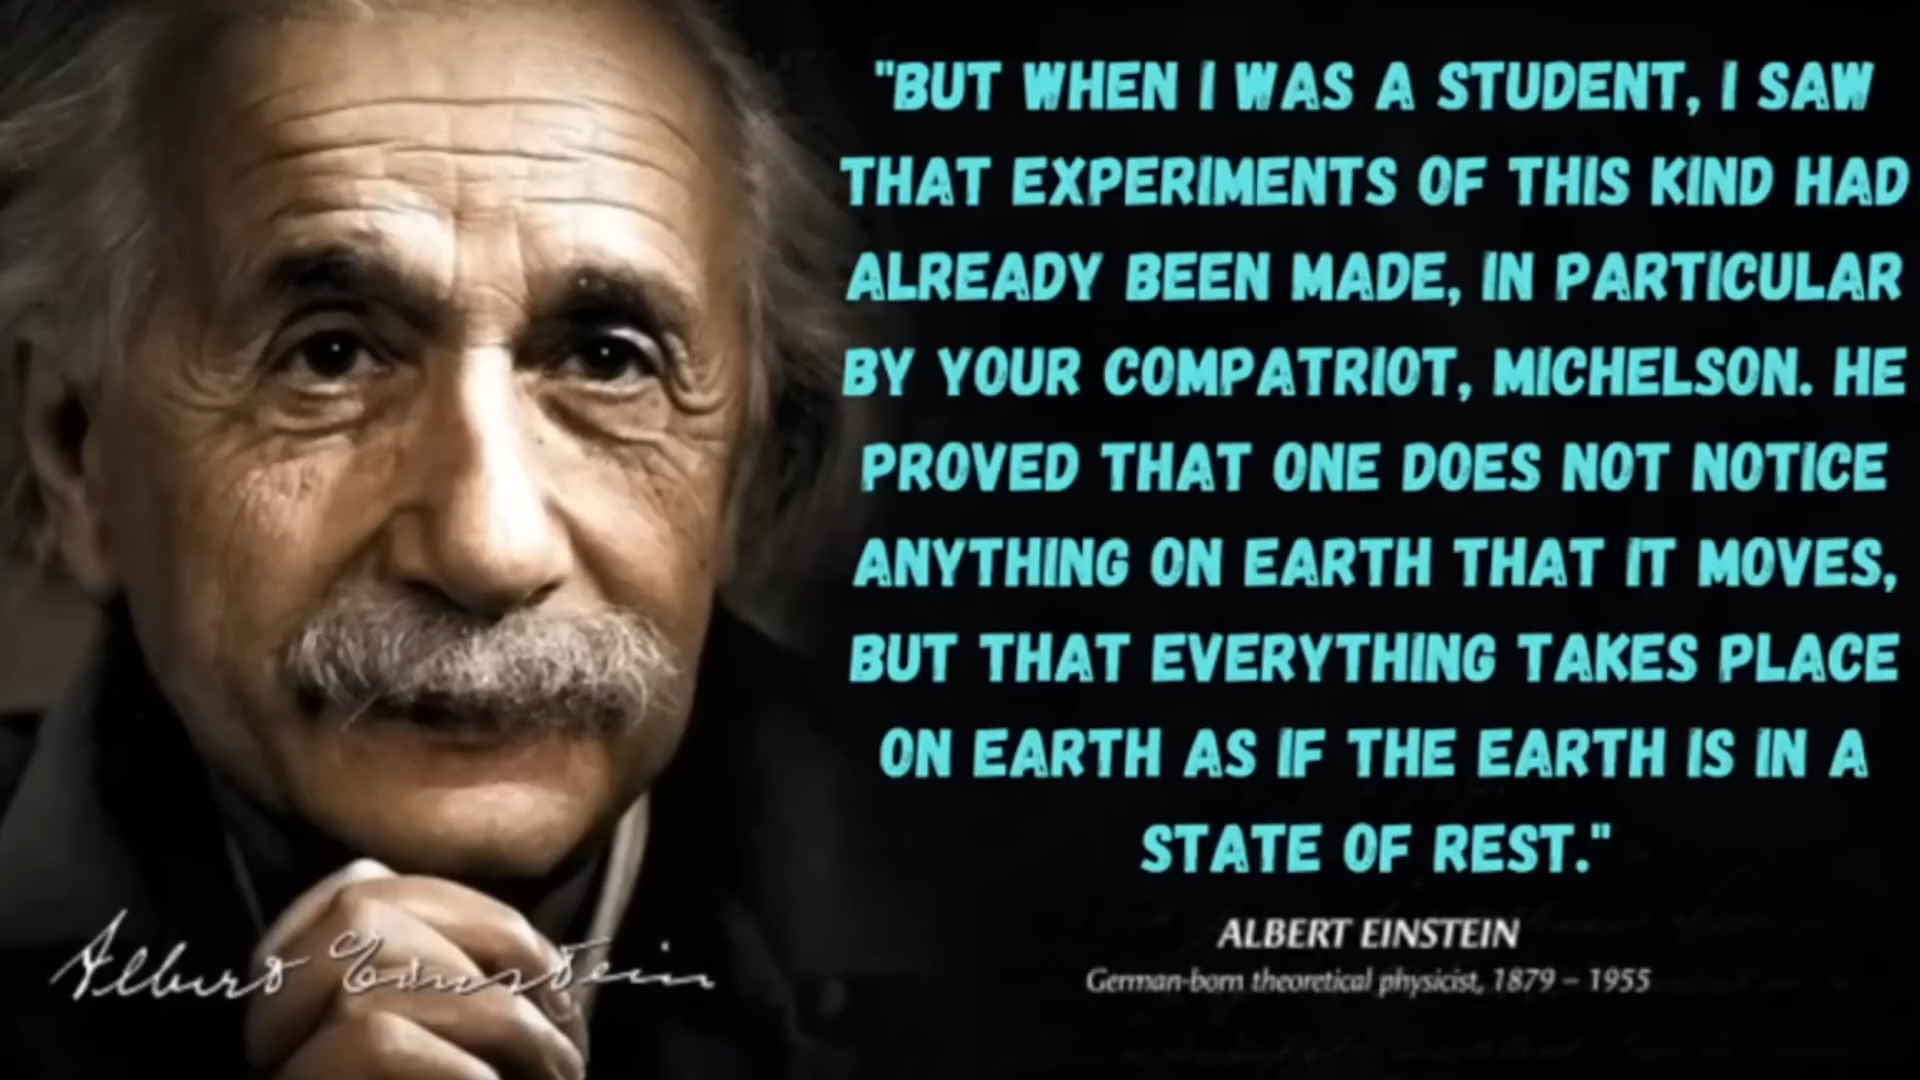 "BUT WHEN I WAS A STUDENT, I SAW
THAT EXPERIMENTS OF THIS KIND HAD
ALREADY BEEN MADE, IN PARTICULAR
BY YOUR COMPATRIOT, MICHELSON. HE
PROVED THAT ONE DOES NOT NOTICE
ANYTHING ON EARTH THAT IT MOVES,
BUT THAT EVERYTHING TAKES PLACE
ON EARTH AS IF THE EARTH IS IN A
STATE OF REST."
ALBERT EINSTEIN
German-born theoretical physicist, 1879 – 1955
Albert Einstein